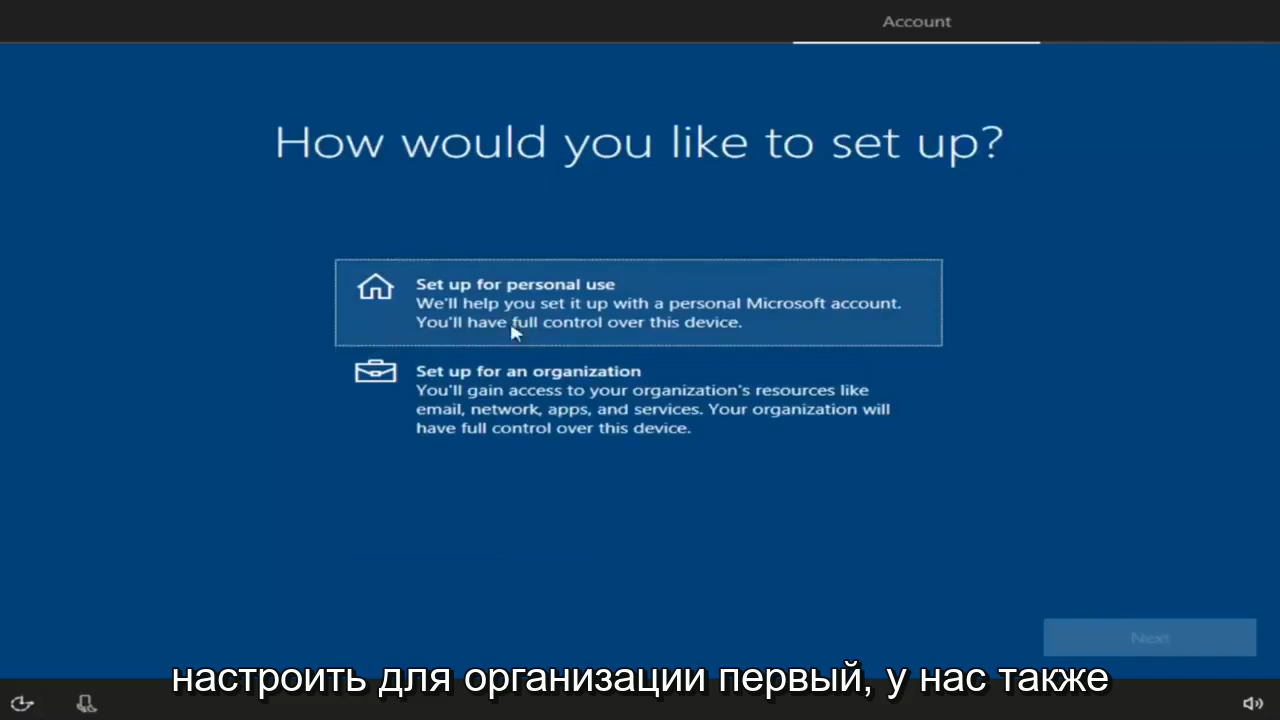 Account
How would you like to set up?
Set up for personal use
We'll help you set it up with a personal Microsoft account.
You'll have full control over this device.
Set up for an organization
You'll gain access to your organization's resources like
email, network, apps, and services. Your organization will
have full control over this device.
Next
настроить для организации первый, у нас также